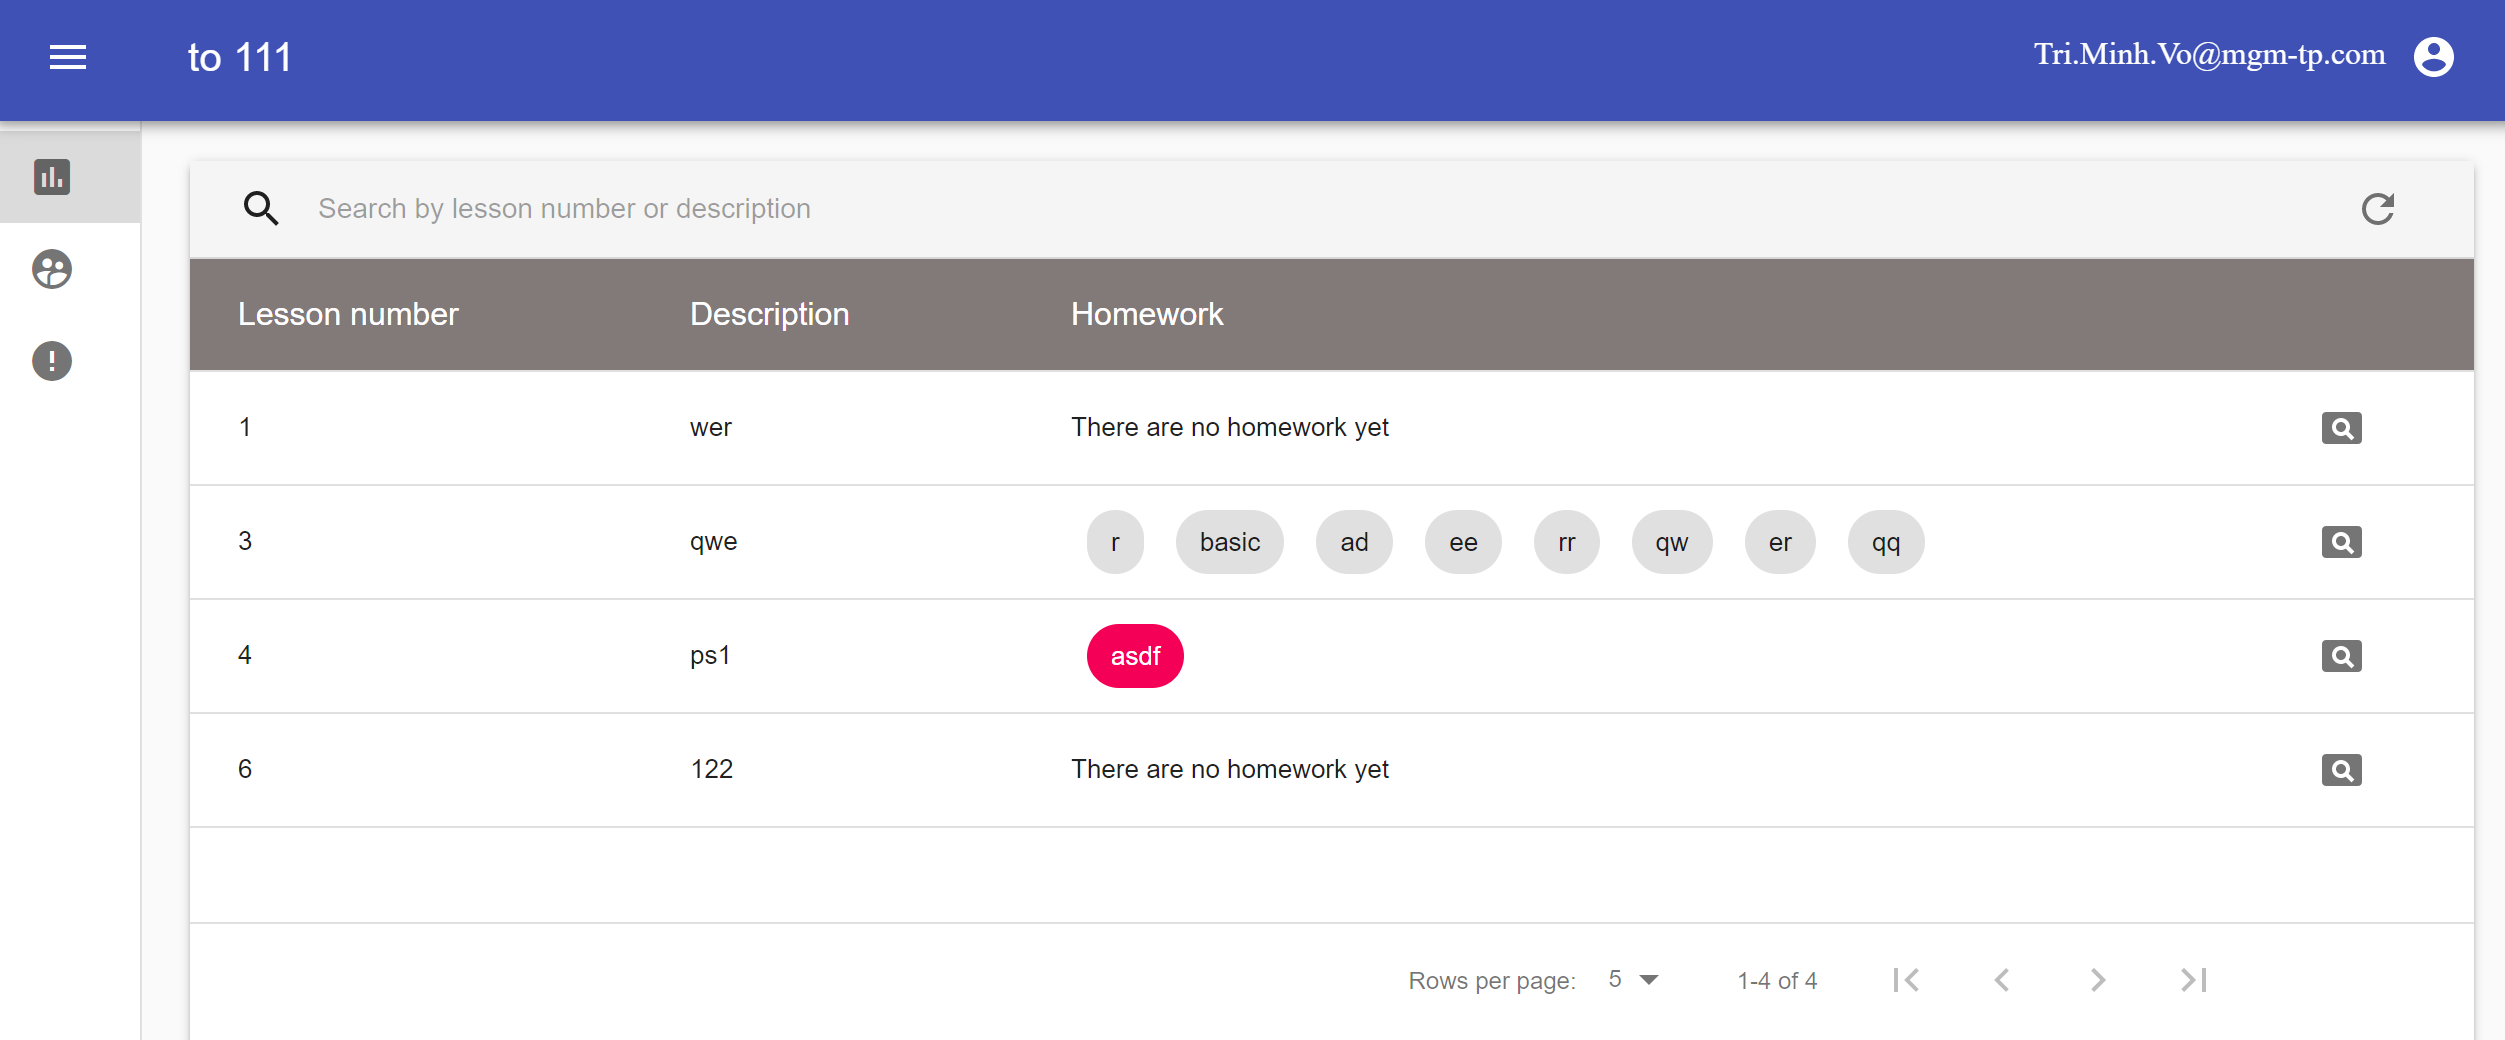 to 111
Tri.Minh.Vo@mgm-tp.com
Search by lesson number or description
Lesson number Description Homework
1 wer There are no homework yet
3 qwe r basic ad ee rr qw er qq
4 ps1 asdf
6 122 There are no homework yet
Rows per page: 5 1-4 of 4